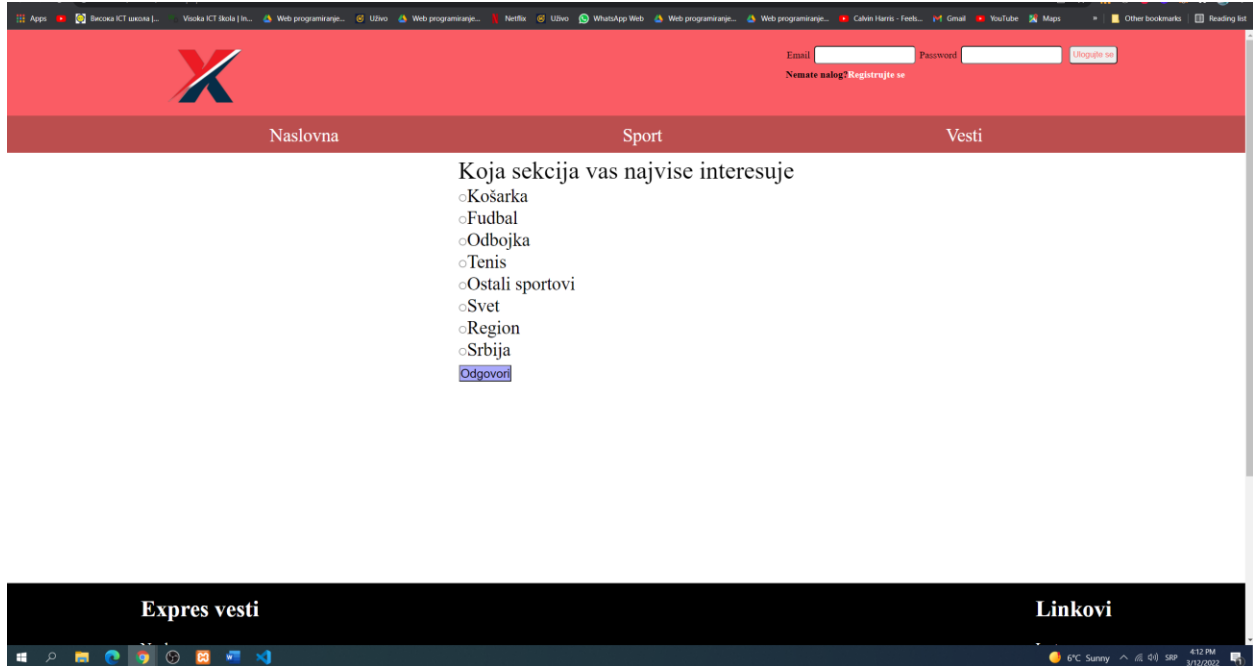 Apps Висока ICT школа |... Visoka ICT škola | In... Web programiranje... Uživo Web programiranje... Netflix Uživo WhatsApp Web Web programiranje... Web programiranje... Calvin Harris - Feels... Gmail YouTube Maps » Other bookmarks Reading list
Email Password Ulogujte se
Nemate nalog?Registrujte se
Naslovna Sport Vesti
Koja sekcija vas najvise interesuje
Košarka
Fudbal
Odbojka
Tenis
Ostali sportovi
Svet
Region
Srbija
Odgovori
Expres vesti Linkovi
6°C Sunny SRP 4:12 PM
3/12/2022